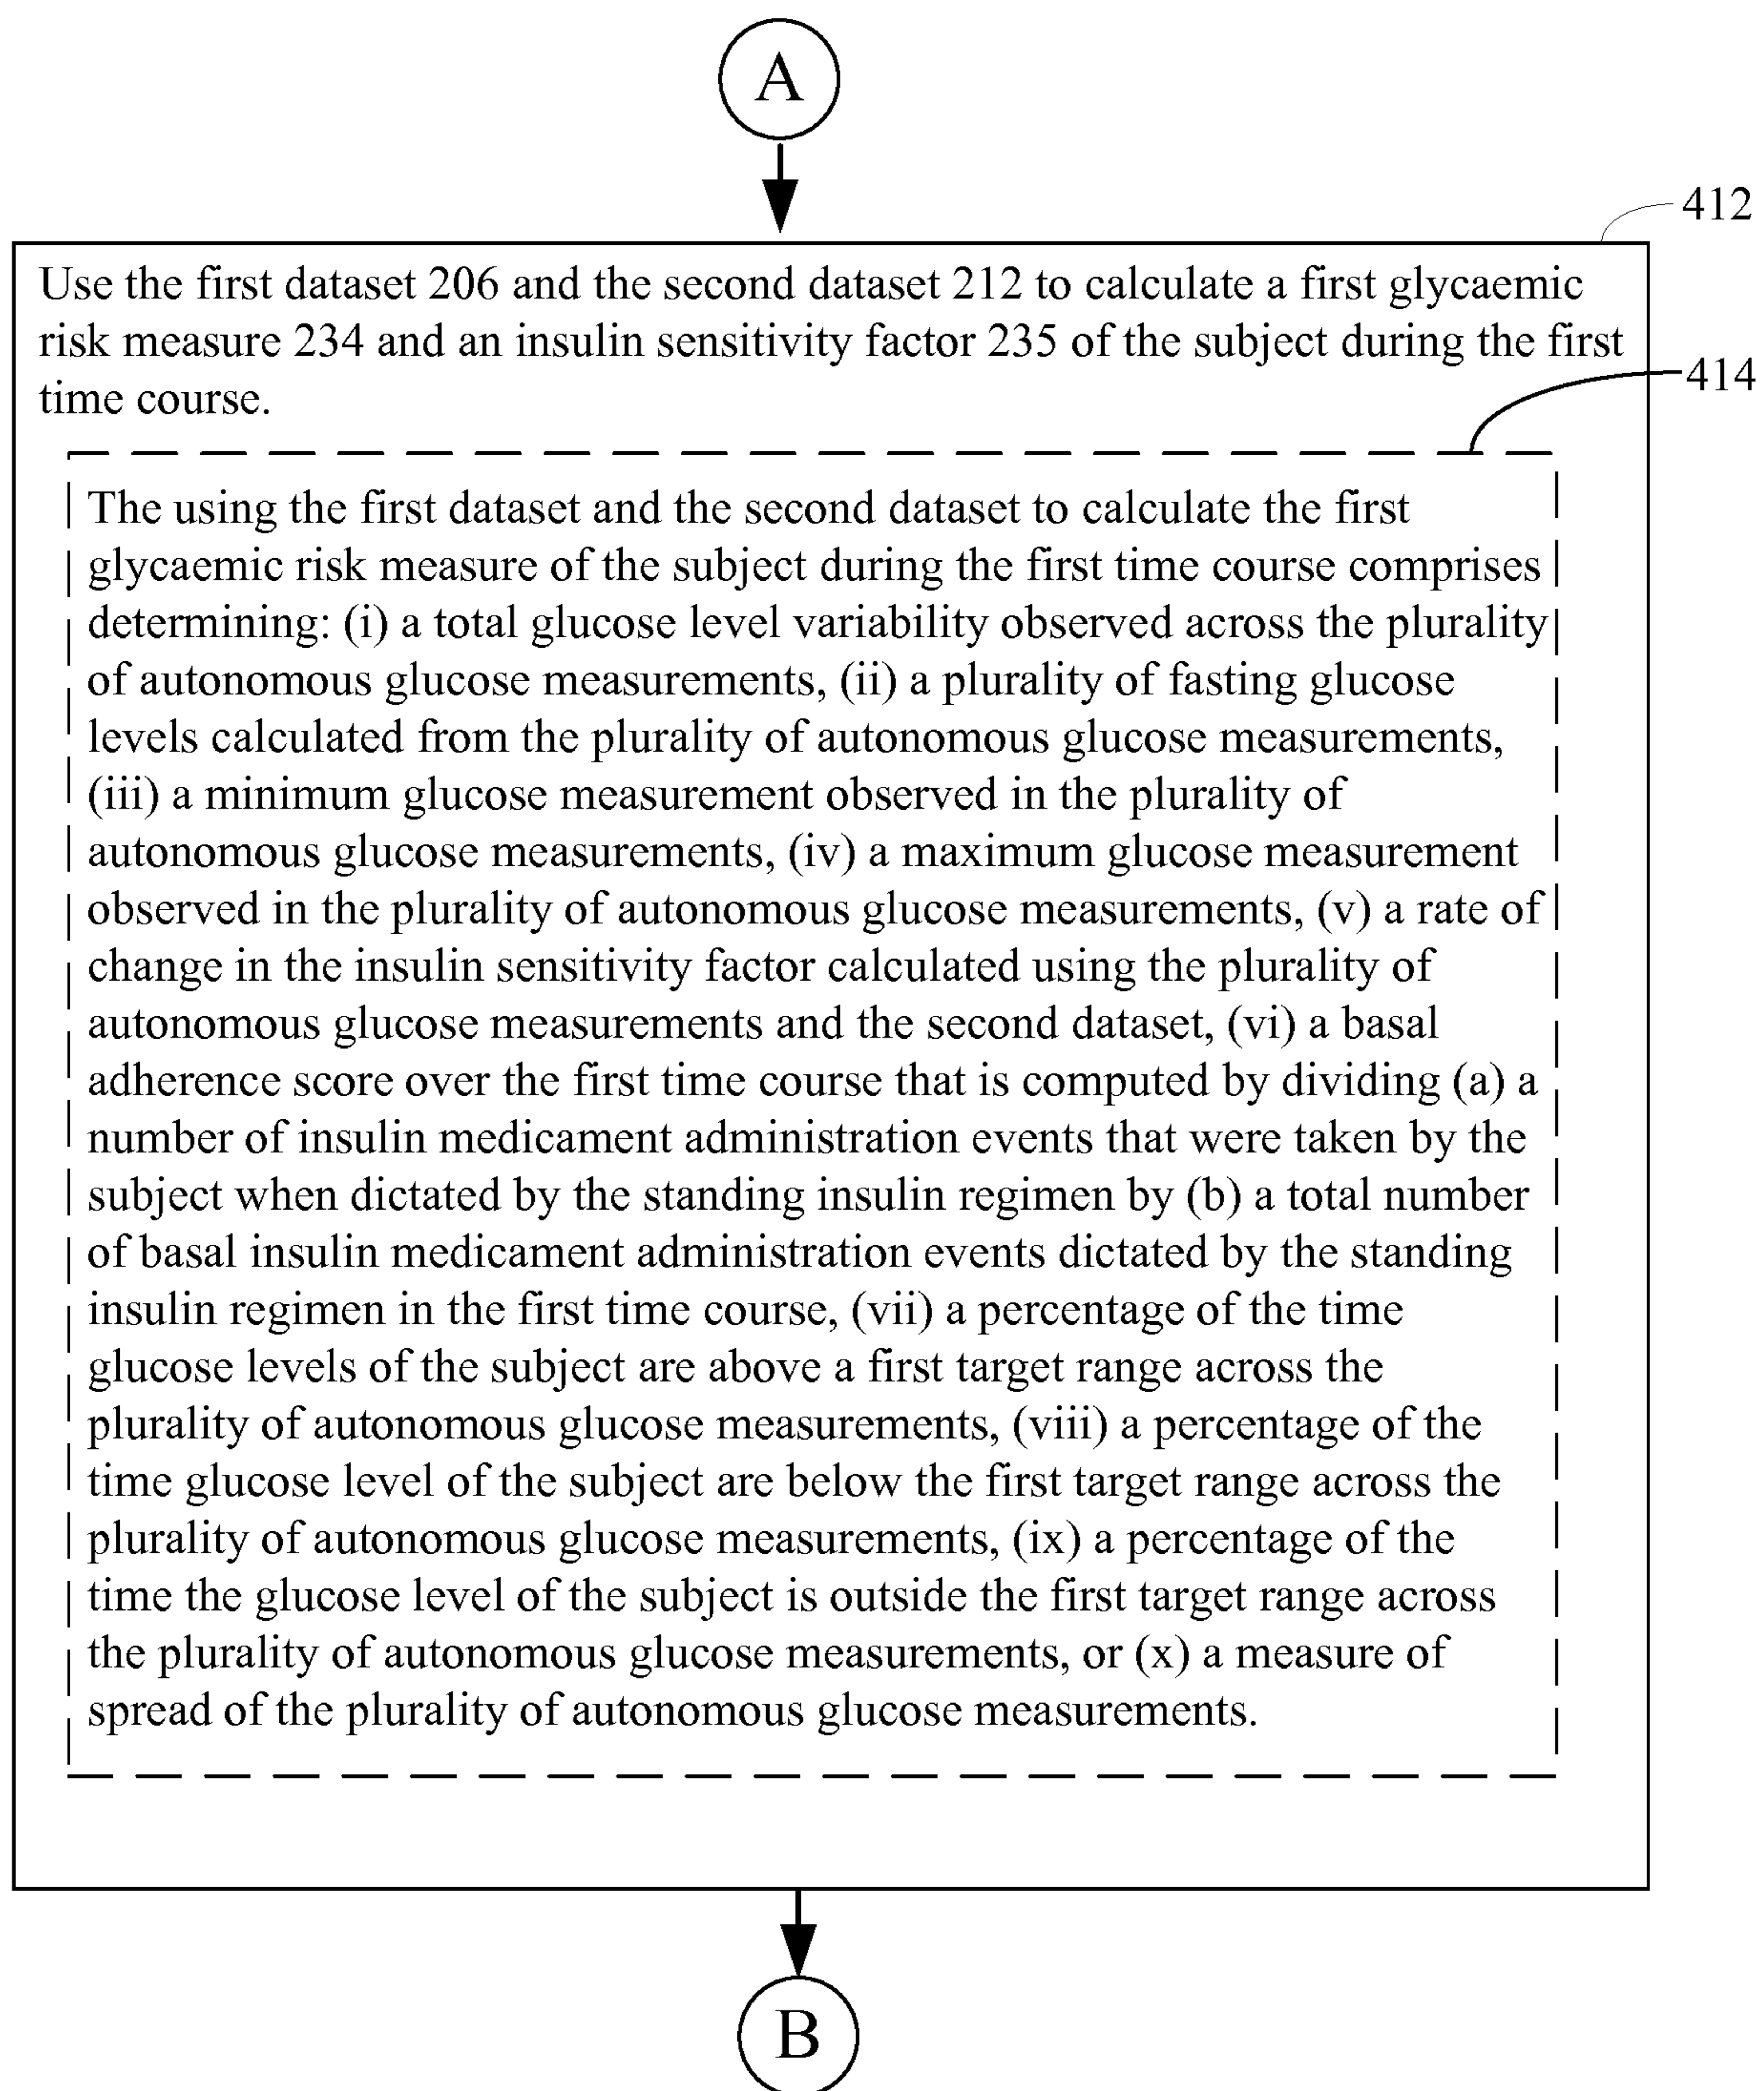 A
412
Use the first dataset 206 and the second dataset 212 to calculate a first glycaemic
risk measure 234 and an insulin sensitivity factor 235 of the subject during the first
time course.
414
The using the first dataset and the second dataset to calculate the first
glycaemic risk measure of the subject during the first time course comprises
determining: (i) a total glucose level variability observed across the plurality
of autonomous glucose measurements, (ii) a plurality of fasting glucose
levels calculated from the plurality of autonomous glucose measurements,
(iii) a minimum glucose measurement observed in the plurality of
autonomous glucose measurements, (iv) a maximum glucose measurement
observed in the plurality of autonomous glucose measurements, (v) a rate of
change in the insulin sensitivity factor calculated using the plurality of
autonomous glucose measurements and the second dataset, (vi) a basal
adherence score over the first time course that is computed by dividing (a) a
number of insulin medicament administration events that were taken by the
subject when dictated by the standing insulin regimen by (b) a total number
of basal insulin medicament administration events dictated by the standing
insulin regimen in the first time course, (vii) a percentage of the time
glucose levels of the subject are above a first target range across the
plurality of autonomous glucose measurements, (viii) a percentage of the
time glucose level of the subject are below the first target range across the
plurality of autonomous glucose measurements, (ix) a percentage of the
time the glucose level of the subject is outside the first target range across
the plurality of autonomous glucose measurements, or (x) a measure of
spread of the plurality of autonomous glucose measurements.
B